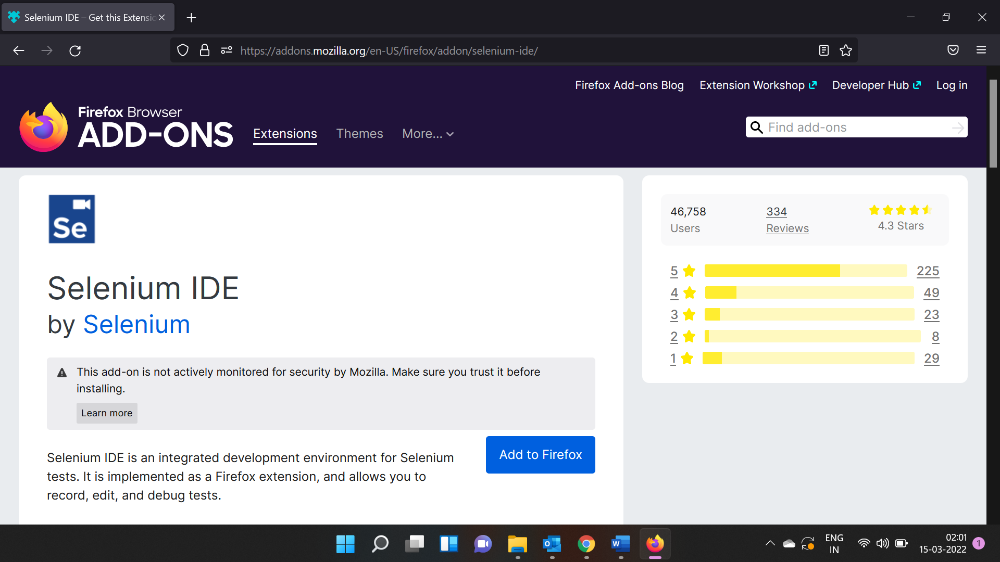 Selenium IDE – Get this Extensio
https://addons.mozilla.org/en-US/firefox/addon/selenium-ide/
Firefox Add-ons Blog
Extension Workshop
Developer Hub
Log in
Firefox Browser
ADD-ONS
Extensions
Themes
More...
Find add-ons
Se
Selenium IDE
by Selenium
This add-on is not actively monitored for security by Mozilla. Make sure you trust it before
installing.
Learn more
Selenium IDE is an integrated development environment for Selenium
tests. It is implemented as a Firefox extension, and allows you to
record, edit, and debug tests.
Add to Firefox
46,758
Users
334
Reviews
4.3 Stars
5 225
4 49
3 23
2 8
1 29
O
W
ENG
IN
02:01
15-03-2022
1